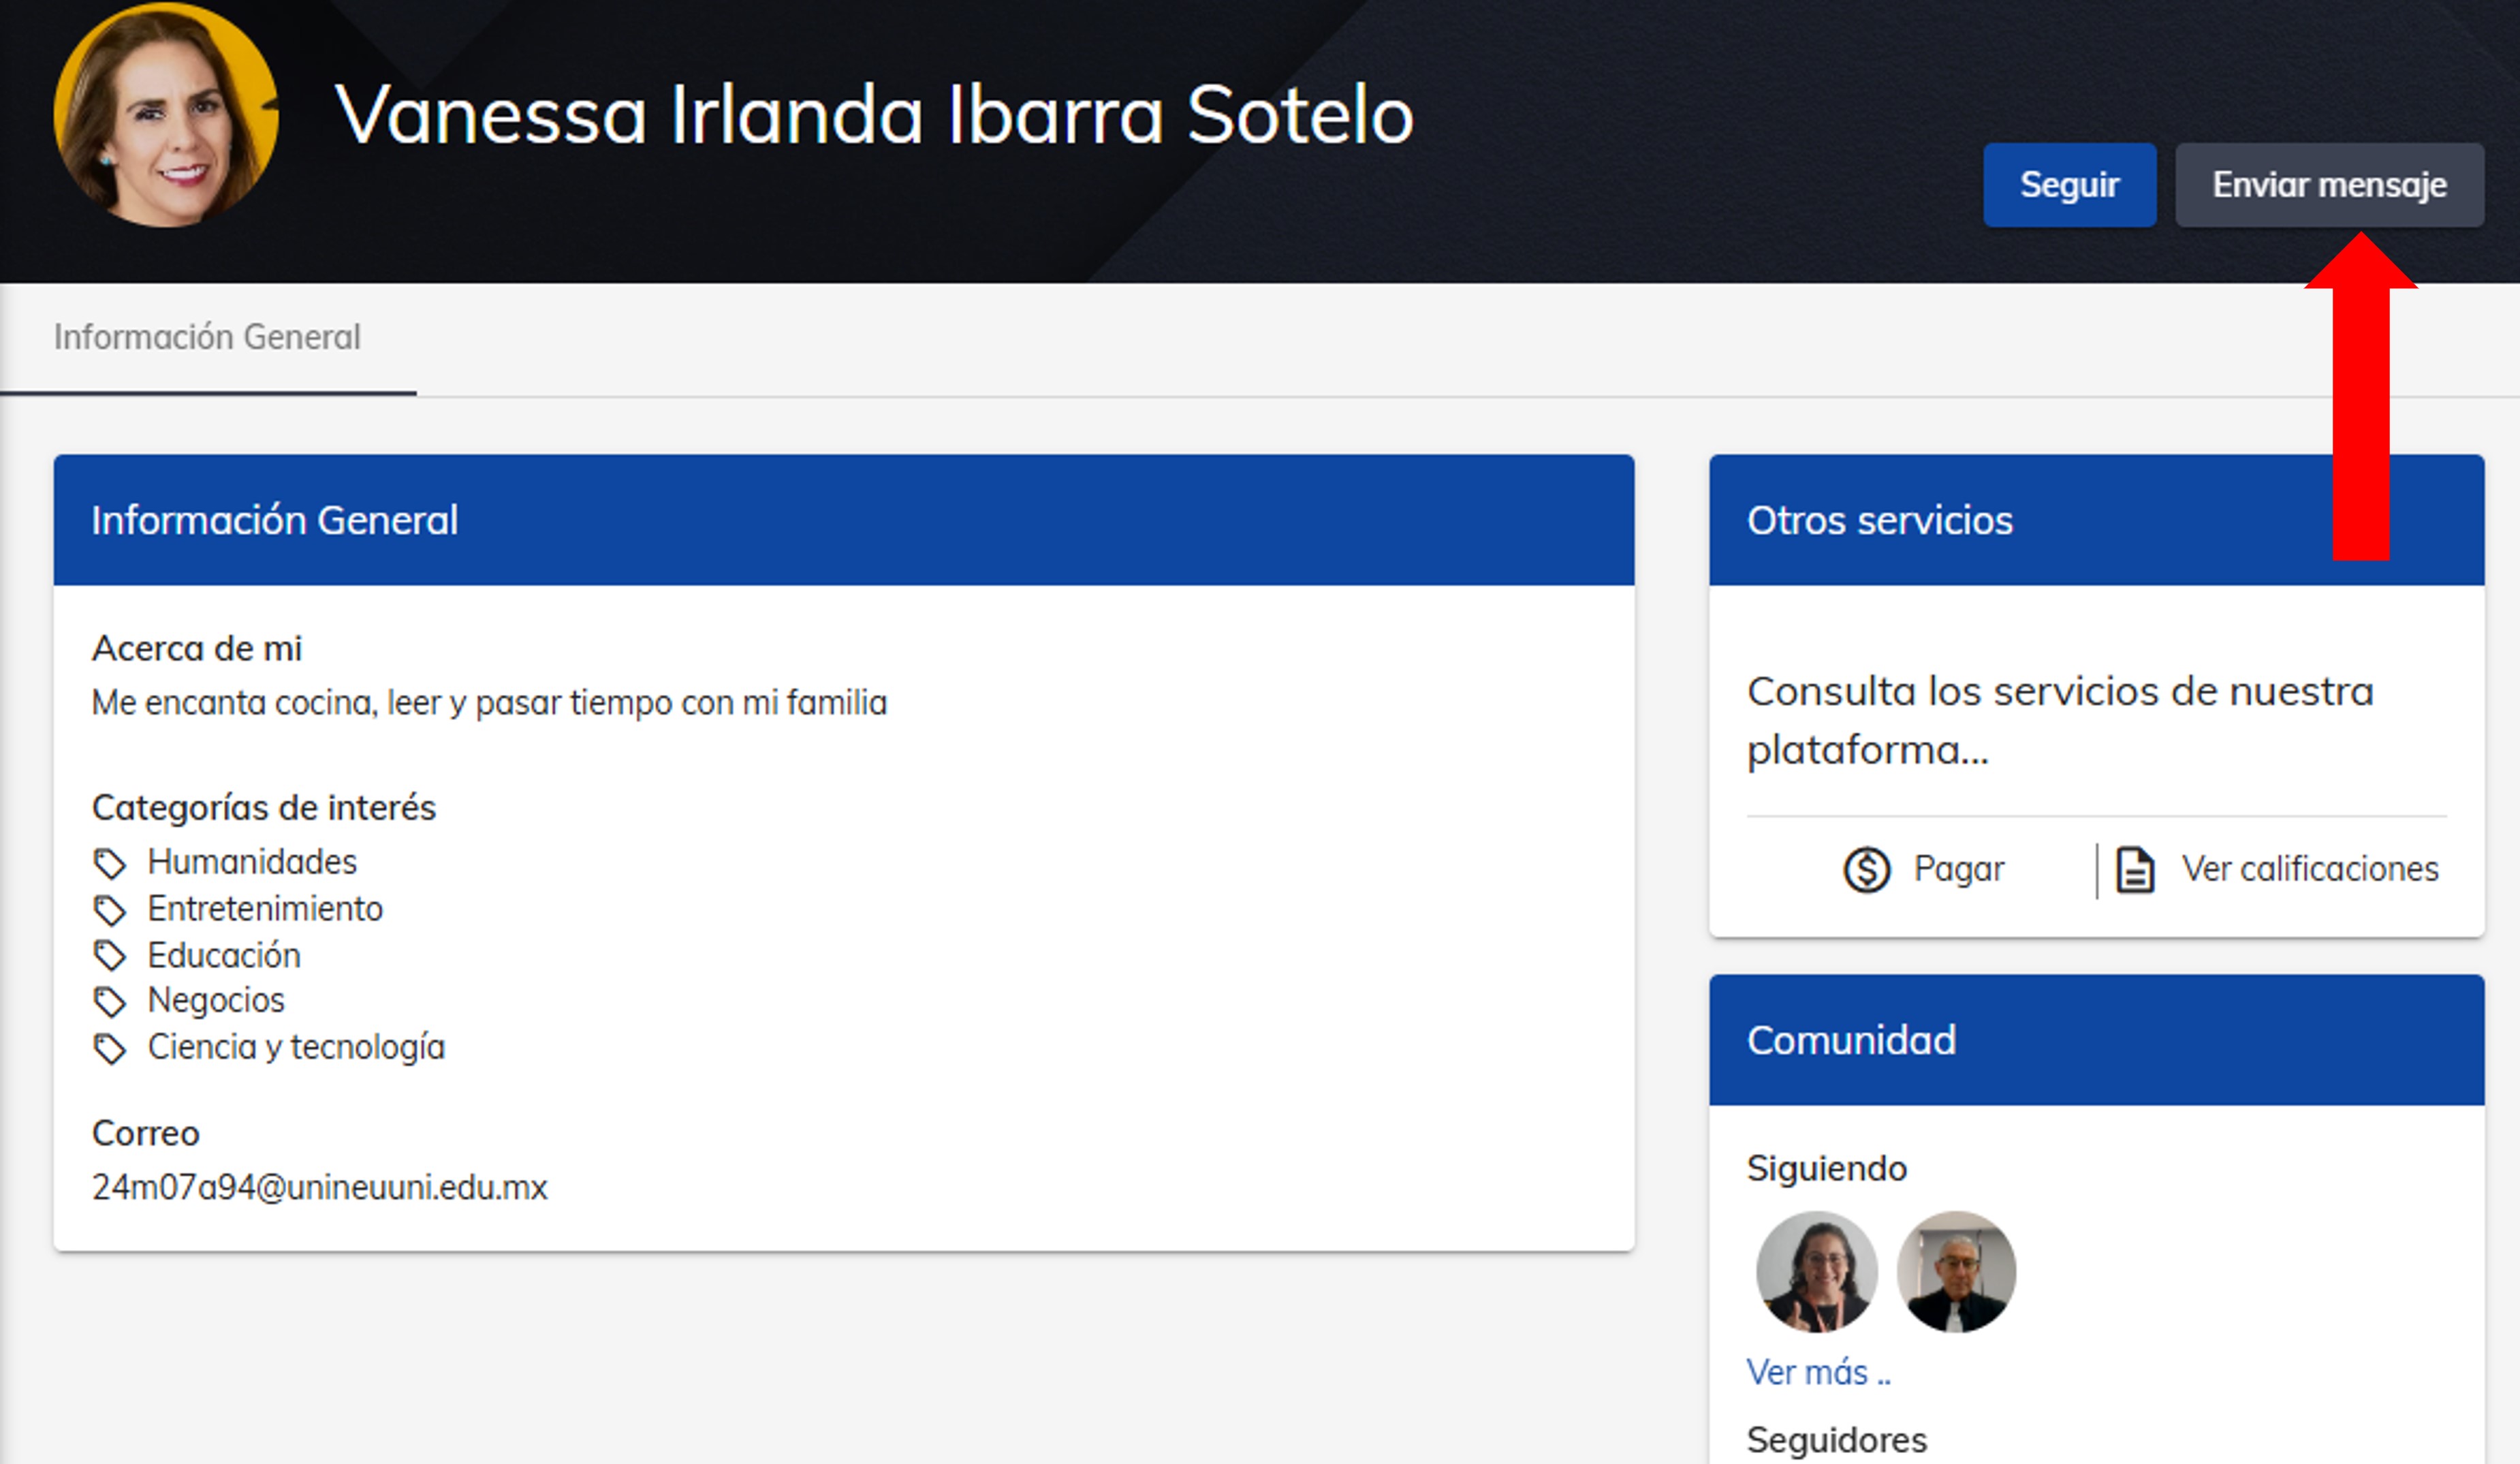 Vanessa Irlanda Ibarra Sotelo
Seguir
Enviar mensaje
Información General
Información General
Acerca de mi
Me encanta cocina, leer y pasar tiempo con mi familia
Categorías de interés
Humanidades
Entretenimiento
Educación
Negocios
Ciencia y tecnología
Correo
24m07a94@unineuuni.edu.mx
Otros servicios
Consulta los servicios de nuestra
plataforma...
Pagar
Ver calificaciones
Comunidad
Siguiendo
Ver más ..
Seguidores